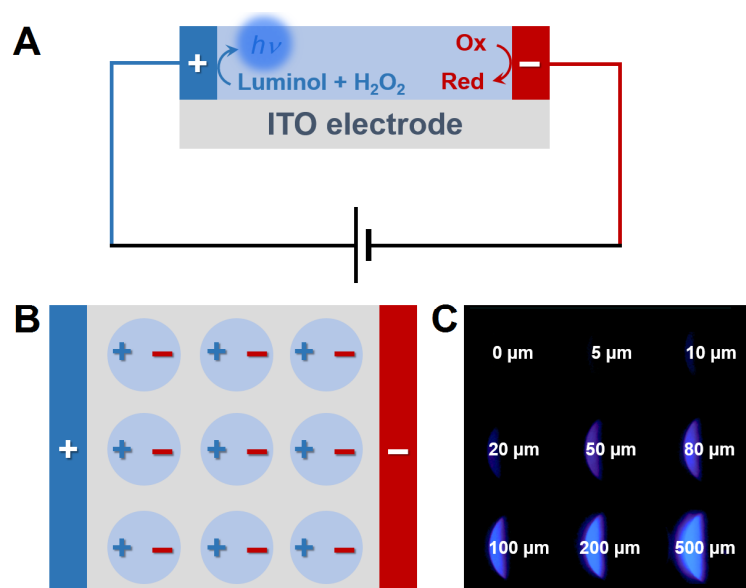 A
+
hν
Luminol + H₂O₂
Ox
Red
−
ITO electrode
B
+
+ −
+ −
+ −
+ −
+ −
+ −
+ −
+ −
+ −
−
C
0 µm
5 µm
10 µm
20 µm
50 µm
80 µm
100 µm
200 µm
500 µm